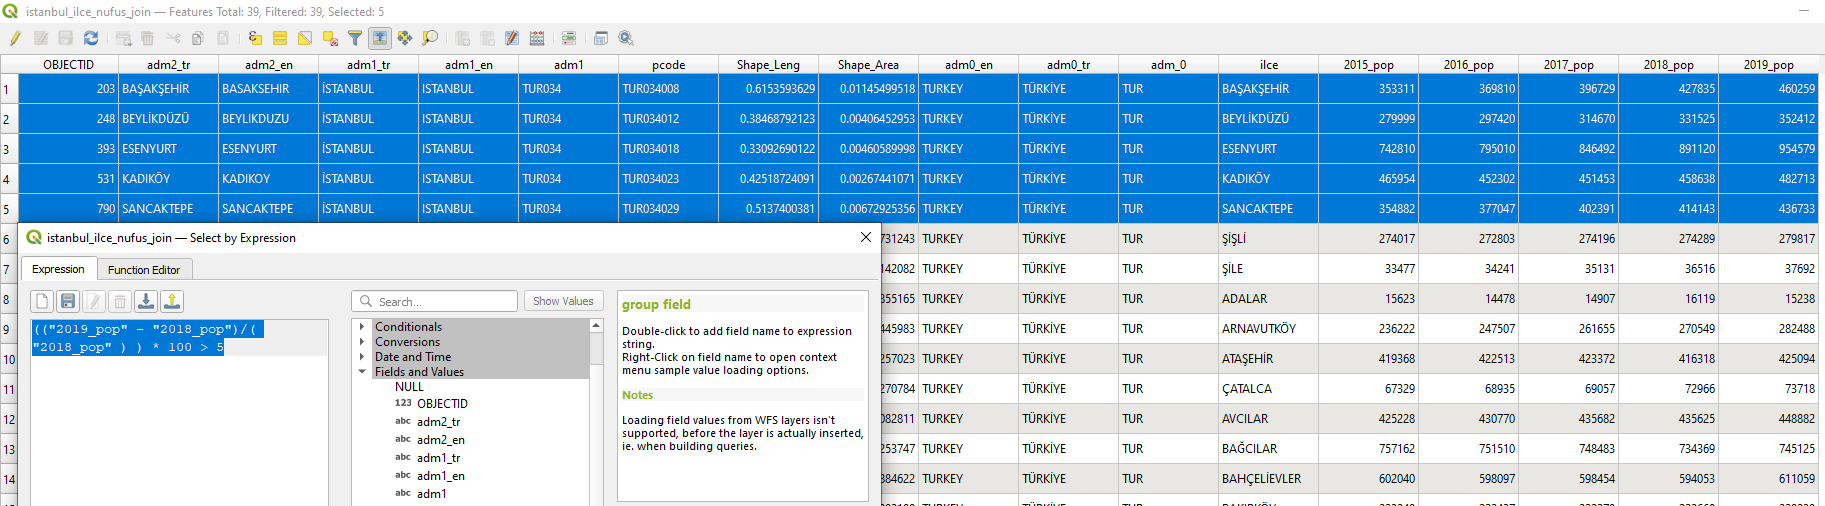 istanbul_ilce_nufus_join — Features Total: 39, Filtered: 39, Selected: 5
OBJECTID adm2_tr adm2_en adm1_tr adm1_en adm1 pcode Shape_Leng Shape_Area adm0_en adm0_tr adm_0 ilce 2015_pop 2016_pop 2017_pop 2018_pop 2019_pop
1 203 BAŞAKŞEHİR BASAKSEHIR İSTANBUL ISTANBUL TUR034 TUR034008 0.6153593629 0.01145499518 TURKEY TÜRKİYE TUR BAŞAKŞEHİR 353311 369810 396729 427835 460259
2 248 BEYLİKDÜZÜ BEYLIKDUZU İSTANBUL ISTANBUL TUR034 TUR034012 0.38468792123 0.00406452953 TURKEY TÜRKİYE TUR BEYLİKDÜZÜ 279999 297420 314670 331525 352412
3 393 ESENYURT ESENYURT İSTANBUL ISTANBUL TUR034 TUR034018 0.33092690122 0.00460589998 TURKEY TÜRKİYE TUR ESENYURT 742810 795010 846492 891120 954579
4 531 KADIKÖY KADIKOY İSTANBUL ISTANBUL TUR034 TUR034023 0.42518724091 0.00267441071 TURKEY TÜRKİYE TUR KADIKÖY 465954 452302 451453 458638 482713
5 790 SANCAKTEPE SANCAKTEPE İSTANBUL ISTANBUL TUR034 TUR034029 0.5137400381 0.00672925356 TURKEY TÜRKİYE TUR SANCAKTEPE 354882 377047 402391 414143 436733
6 731243 TURKEY TÜRKİYE TUR ŞİŞLİ 274017 272803 274196 274289 279817
7 142082 TURKEY TÜRKİYE TUR ŞİLE 33477 34241 35131 36516 37692
8 355165 TURKEY TÜRKİYE TUR ADALAR 15623 14478 14907 16119 15238
9 445983 TURKEY TÜRKİYE TUR ARNAVUTKÖY 236222 247507 261655 270549 282488
10 257023 TURKEY TÜRKİYE TUR ATAŞEHİR 419368 422513 423372 416318 425094
11 270784 TURKEY TÜRKİYE TUR ÇATALCA 67329 68935 69057 72966 73718
12 082811 TURKEY TÜRKİYE TUR AVCILAR 425228 430770 435682 435625 448882
13 253747 TURKEY TÜRKİYE TUR BAĞCILAR 757162 751510 748483 734369 745125
14 384622 TURKEY TÜRKİYE TUR BAHÇELİEVLER 602040 598097 598454 594053 611059
istanbul_ilce_nufus_join — Select by Expression
Expression Function Editor
Search... Show Values
(("2019_pop" - "2018_pop")/(
"2018_pop" ) ) * 100 > 5
Conditionals
Conversions
Date and Time
Fields and Values
NULL
123 OBJECTID
abc adm2_tr
abc adm2_en
abc adm1_tr
abc adm1_en
abc adm1
group field
Double-click to add field name to expression
string.
Right-Click on field name to open context
menu sample value loading options.
Notes
Loading field values from WFS layers isn't
supported, before the layer is actually inserted,
ie. when building queries.